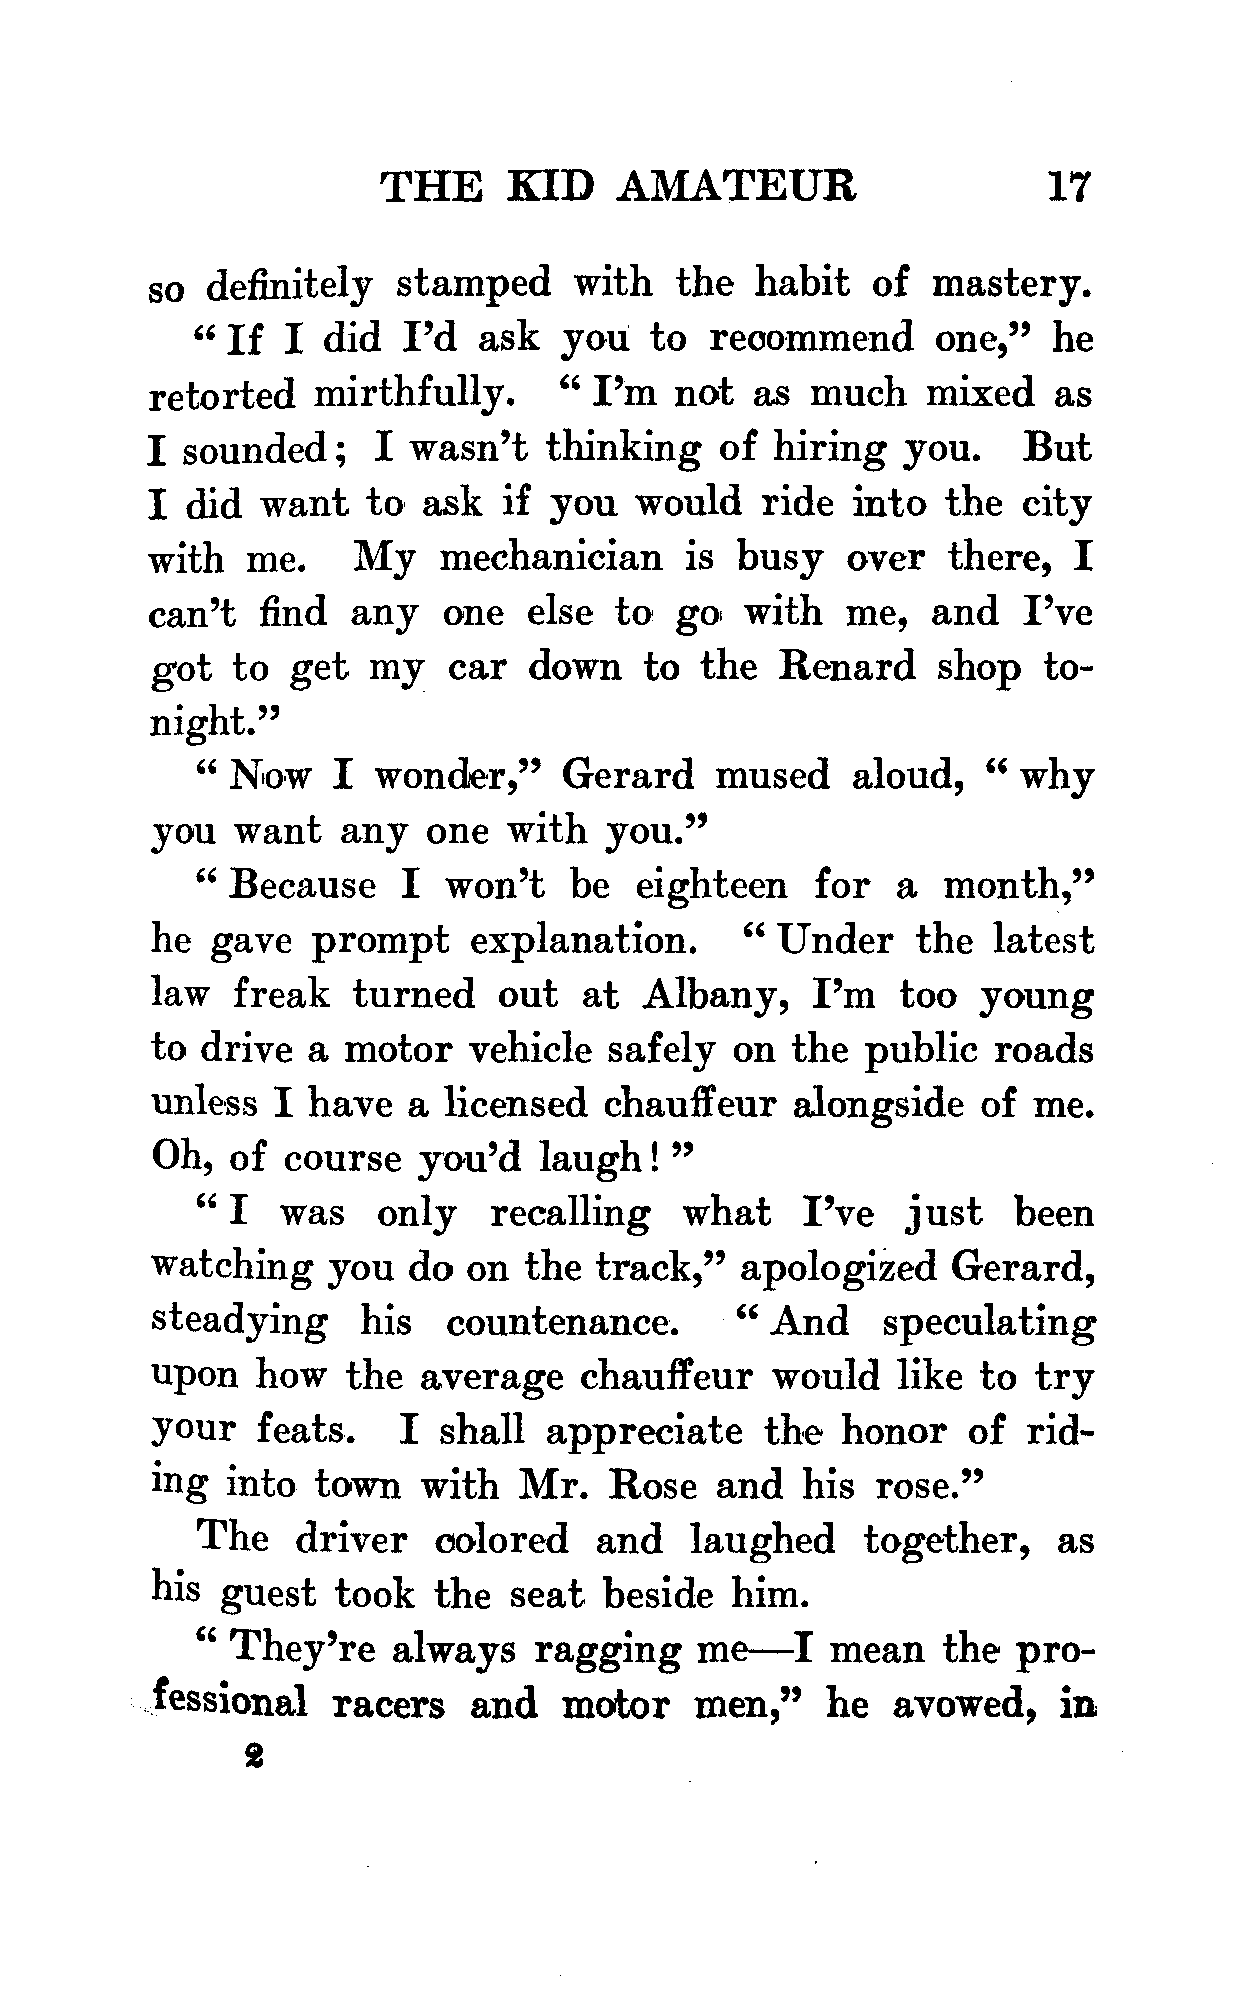 THE KID AMATEUR 17
so definitely stamped with the habit of mastery.
“ If I did I’d ask you to recommend one,” he
retorted mirthfully. “ I’m not as much mixed as
I sounded ; I wasn’t thinking of hiring you. But
I did want to ask if you would ride into the city
with me. My mechanician is busy over there, I
can’t find any one else to go with me, and I’ve
got to get my car down to the Renard shop to-
night.”
“ Now I wonder,” Gerard mused aloud, “ why
you want any one with you.”
“ Because I won’t be eighteen for a month,”
he gave prompt explanation. “ Under the latest
law freak turned out at Albany, I’m too young
to drive a motor vehicle safely on the public roads
unless I have a licensed chauffeur alongside of me.
Oh, of course you’d laugh ! ”
“ I was only recalling what I’ve just been
watching you do on the track,” apologized Gerard,
steadying his countenance. “ And speculating
upon how the average chauffeur would like to try
your feats. I shall appreciate the honor of rid-
ing into town with Mr. Rose and his rose.”
The driver colored and laughed together, as
his guest took the seat beside him.
“ They’re always ragging me—I mean the pro-
fessional racers and motor men,” he avowed, in
2